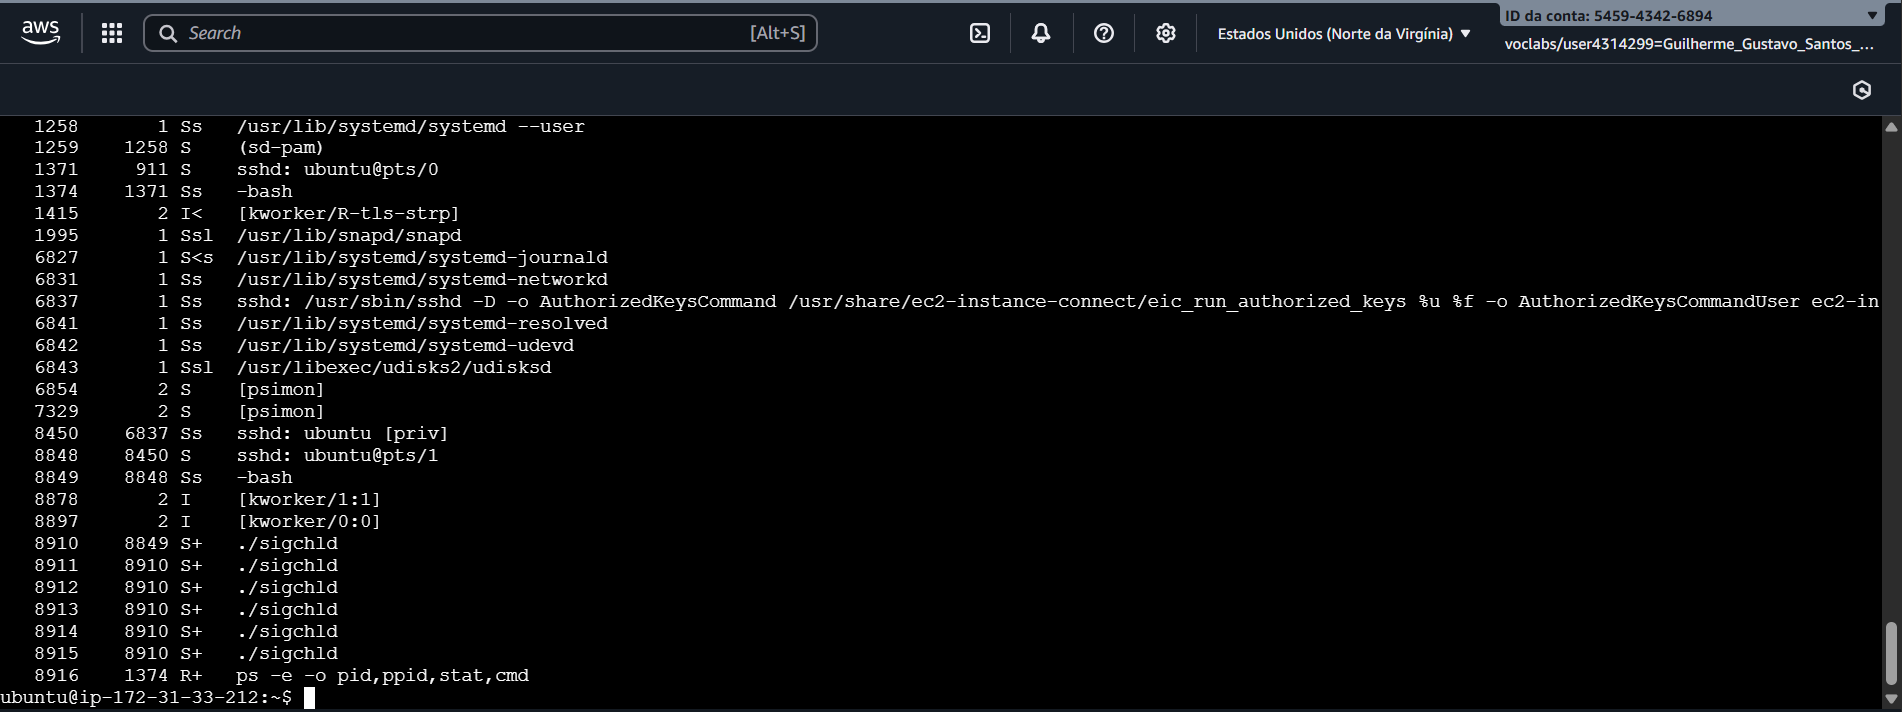 aws
Search [Alt+S]
Estados Unidos (Norte da Virgínia)
ID da conta: 5459-4342-6894
voclabs/user4314299=Guilherme_Gustavo_Santos_...
1258 1 Ss /usr/lib/systemd/systemd --user
1259 1258 S (sd-pam)
1371 911 S sshd: ubuntu@pts/0
1374 1371 Ss -bash
1415 2 I< [kworker/R-tls-strp]
1995 1 Ssl /usr/lib/snapd/snapd
6827 1 S<s /usr/lib/systemd/systemd-journald
6831 1 Ss /usr/lib/systemd/systemd-networkd
6837 1 Ss sshd: /usr/sbin/sshd -D -o AuthorizedKeysCommand /usr/share/ec2-instance-connect/eic_run_authorized_keys %u %f -o AuthorizedKeysCommandUser ec2-in
6841 1 Ss /usr/lib/systemd/systemd-resolved
6842 1 Ss /usr/lib/systemd/systemd-udevd
6843 1 Ssl /usr/libexec/udisks2/udisksd
6854 2 S [psimon]
7329 2 S [psimon]
8450 6837 Ss sshd: ubuntu [priv]
8848 8450 S sshd: ubuntu@pts/1
8849 8848 Ss -bash
8878 2 I [kworker/1:1]
8897 2 I [kworker/0:0]
8910 8849 S+ ./sigchld
8911 8910 S+ ./sigchld
8912 8910 S+ ./sigchld
8913 8910 S+ ./sigchld
8914 8910 S+ ./sigchld
8915 8910 S+ ./sigchld
8916 1374 R+ ps -e -o pid,ppid,stat,cmd
ubuntu@ip-172-31-33-212:~$